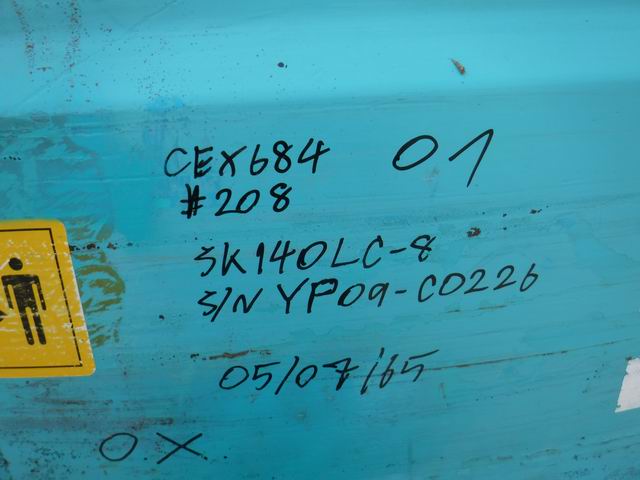 CEX684 01
#208
SK140LC-8
S/N YP09-C0226
05/07/65
OX